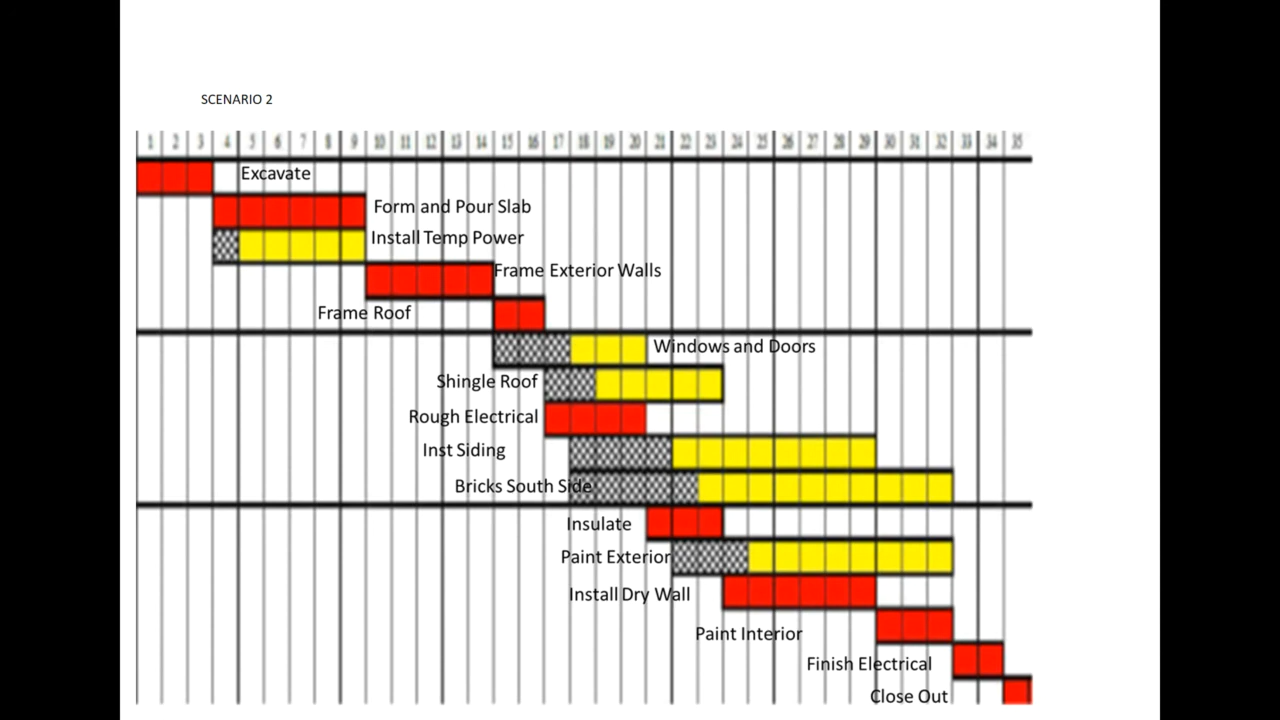 SCENARIO 2
1 2 3 4 5 6 7 8 9 10 11 12 13 14 15 16 17 18 19 20 21 22 23 24 25 26 27 28 29 30 31 32 33 34 35
Excavate
Form and Pour Slab
Install Temp Power
Frame Exterior Walls
Frame Roof
Windows and Doors
Shingle Roof
Rough Electrical
Inst Siding
Bricks South Side
Insulate
Paint Exterior
Install Dry Wall
Paint Interior
Finish Electrical
Close Out